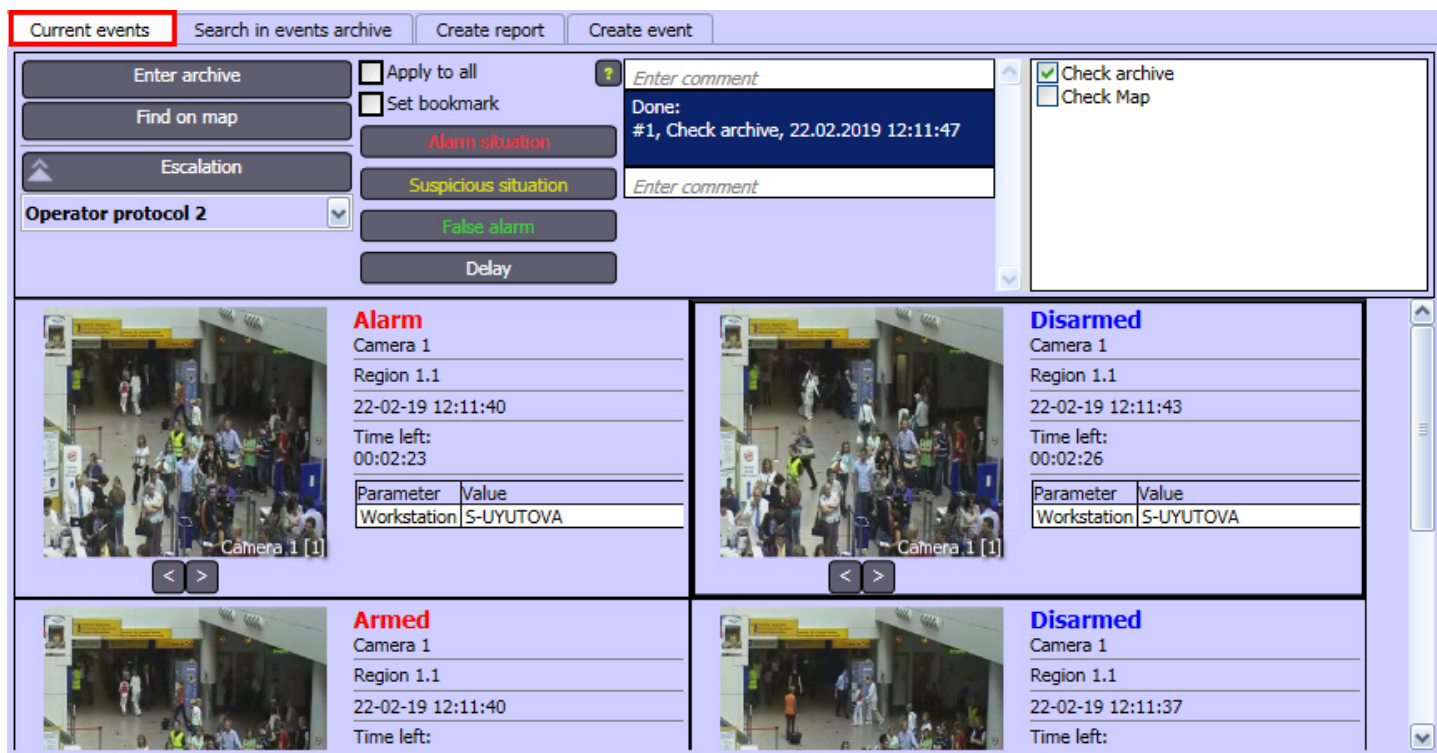 Current events
Search in events archive
Create report
Create event
Enter archive
Find on map
Escalation
Operator protocol 2
Apply to all
Set bookmark
?
Alarm situation
Suspicious situation
False alarm
Delay
Enter comment
Done:
#1, Check archive, 22.02.2019 12:11:47
Enter comment
Check archive
Check Map
Alarm
Camera 1
Region 1.1
22-02-19 12:11:40
Time left:
00:02:23
Parameter Value
Workstation S-UYUTOVA
Camera 1 [1]
< >
Disarmed
Camera 1
Region 1.1
22-02-19 12:11:43
Time left:
00:02:26
Parameter Value
Workstation S-UYUTOVA
Camera 1 [1]
< >
Armed
Camera 1
Region 1.1
22-02-19 12:11:40
Time left:
Disarmed
Camera 1
Region 1.1
22-02-19 12:11:37
Time left: